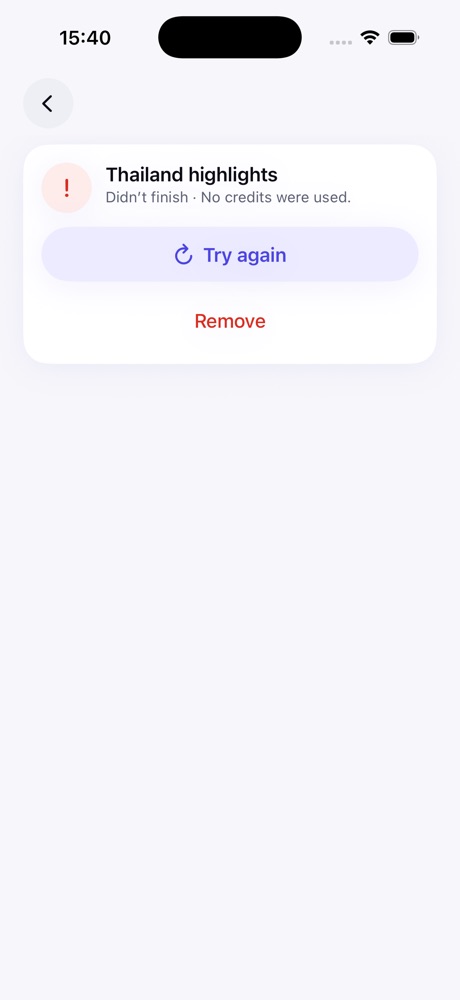 15:40
!
Thailand highlights
Didn’t finish · No credits were used.
Try again
Remove